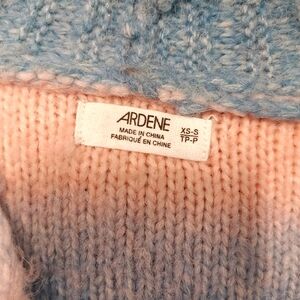 ARDENE
MADE IN CHINA
FABRIQUÉ EN CHINE
XS-S
TP-P